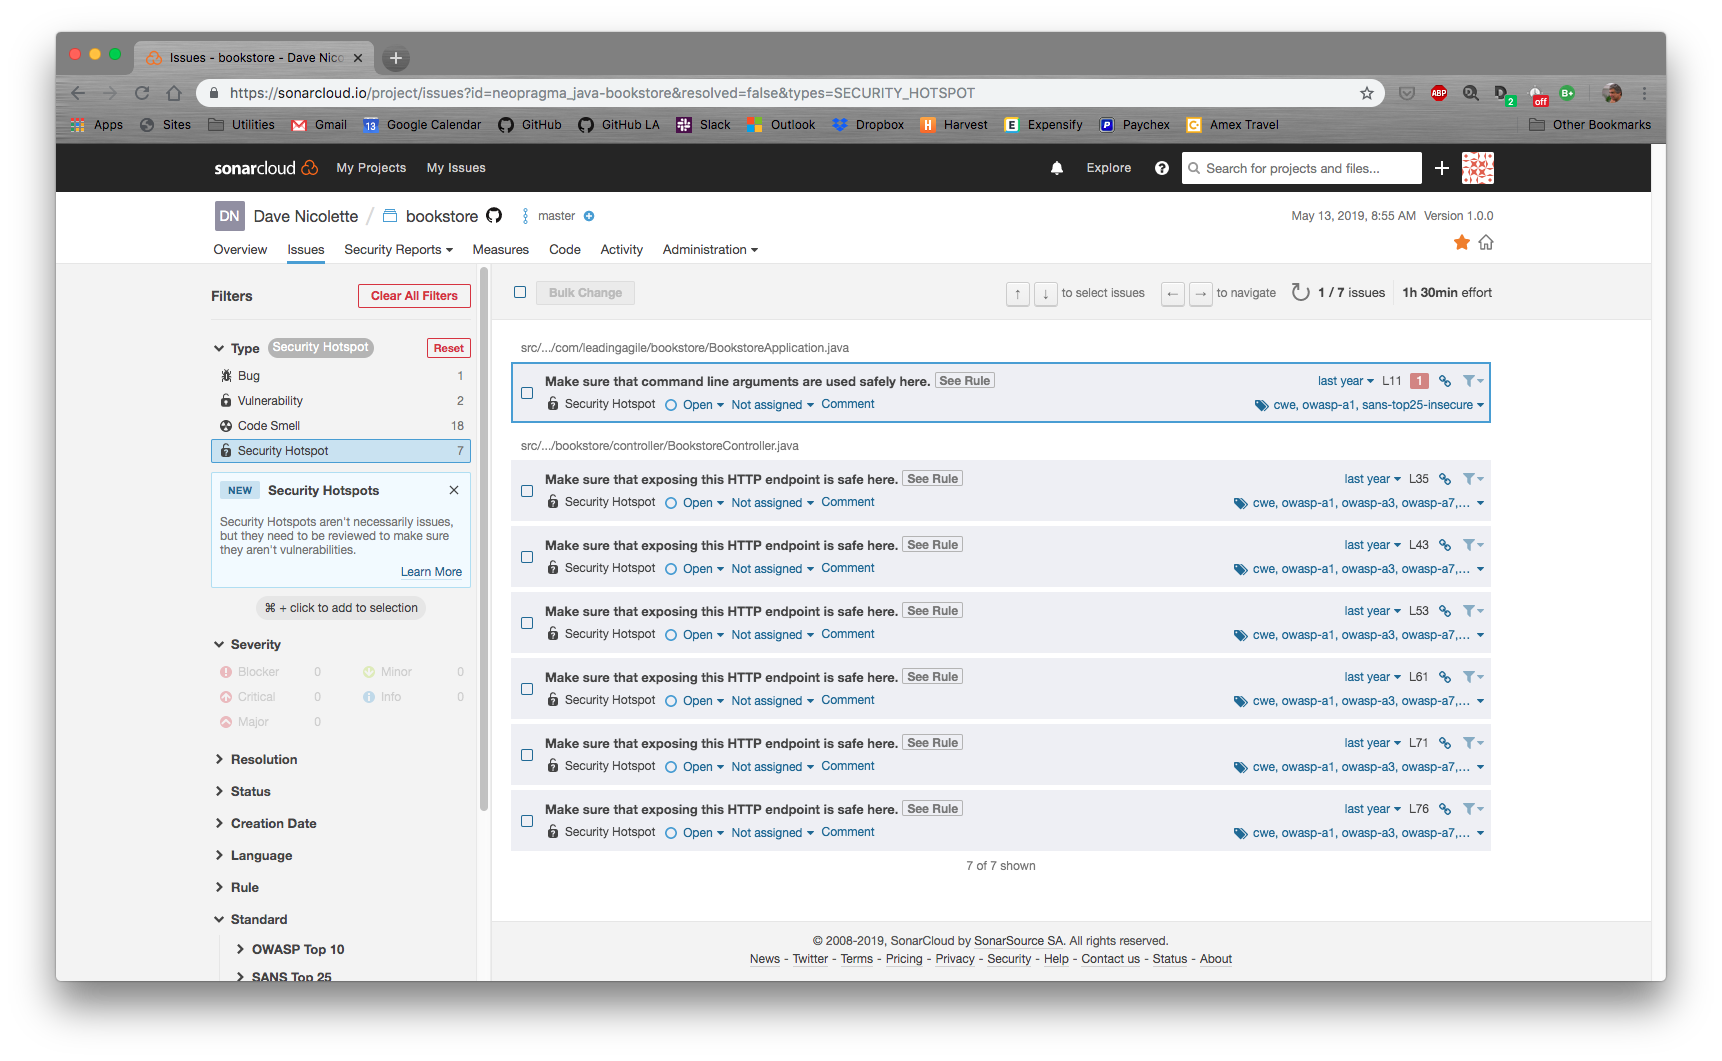 Issues - bookstore - Dave Nico
https://sonarcloud.io/project/issues?id=neopragma_java-bookstore&resolved=false&types=SECURITY_HOTSPOT
ABP
2
off
B+
Apps Sites Utilities Gmail 13 Google Calendar GitHub GitHub LA Slack Outlook Dropbox H Harvest E Expensify P Paychex C Amex Travel Other Bookmarks
sonarcloud My Projects My Issues Explore ? Search for projects and files... +
DN Dave Nicolette / bookstore master May 13, 2019, 8:55 AM Version 1.0.0
Overview Issues Security Reports Measures Code Activity Administration
Filters Clear All Filters
Type Security Hotspot Reset
Bug 1
Vulnerability 2
Code Smell 18
Security Hotspot 7
NEW Security Hotspots
Security Hotspots aren't necessarily issues,
but they need to be reviewed to make sure
they aren't vulnerabilities.
Learn More
⌘ + click to add to selection
Severity
Blocker 0 Minor 0
Critical 0 Info 0
Major 0
Resolution
Status
Creation Date
Language
Rule
Standard
OWASP Top 10
SANS Top 25
Bulk Change ↑ ↓ to select issues ← → to navigate 1 / 7 issues 1h 30min effort
src/.../com/leadingagile/bookstore/BookstoreApplication.java
Make sure that command line arguments are used safely here. See Rule last year L11 1
Security Hotspot Open Not assigned Comment cwe, owasp-a1, sans-top25-insecure
src/.../bookstore/controller/BookstoreController.java
Make sure that exposing this HTTP endpoint is safe here. See Rule last year L35
Security Hotspot Open Not assigned Comment cwe, owasp-a1, owasp-a3, owasp-a7,...
Make sure that exposing this HTTP endpoint is safe here. See Rule last year L43
Security Hotspot Open Not assigned Comment cwe, owasp-a1, owasp-a3, owasp-a7,...
Make sure that exposing this HTTP endpoint is safe here. See Rule last year L53
Security Hotspot Open Not assigned Comment cwe, owasp-a1, owasp-a3, owasp-a7,...
Make sure that exposing this HTTP endpoint is safe here. See Rule last year L61
Security Hotspot Open Not assigned Comment cwe, owasp-a1, owasp-a3, owasp-a7,...
Make sure that exposing this HTTP endpoint is safe here. See Rule last year L71
Security Hotspot Open Not assigned Comment cwe, owasp-a1, owasp-a3, owasp-a7,...
Make sure that exposing this HTTP endpoint is safe here. See Rule last year L76
Security Hotspot Open Not assigned Comment cwe, owasp-a1, owasp-a3, owasp-a7,...
7 of 7 shown
© 2008-2019, SonarCloud by SonarSource SA. All rights reserved.
News - Twitter - Terms - Pricing - Privacy - Security - Help - Contact us - Status - About